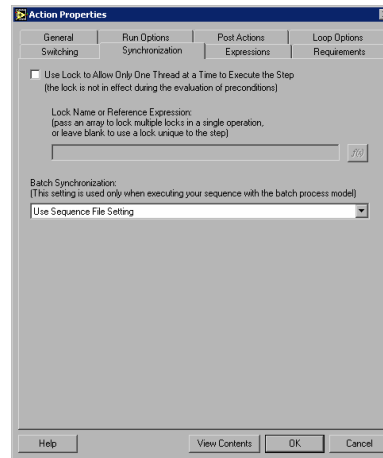 Action Properties
General Run Options Post Actions Loop Options
Switching Synchronization Expressions Requirements
Use Lock to Allow Only One Thread at a Time to Execute the Step
(the lock is not in effect during the evaluation of preconditions)
Lock Name or Reference Expression:
(pass an array to lock multiple locks in a single operation,
or leave blank to use a lock unique to the step)
f(x)
Batch Synchronization:
(This setting is used only when executing your sequence with the batch process model)
Use Sequence File Setting
Help View Contents OK Cancel